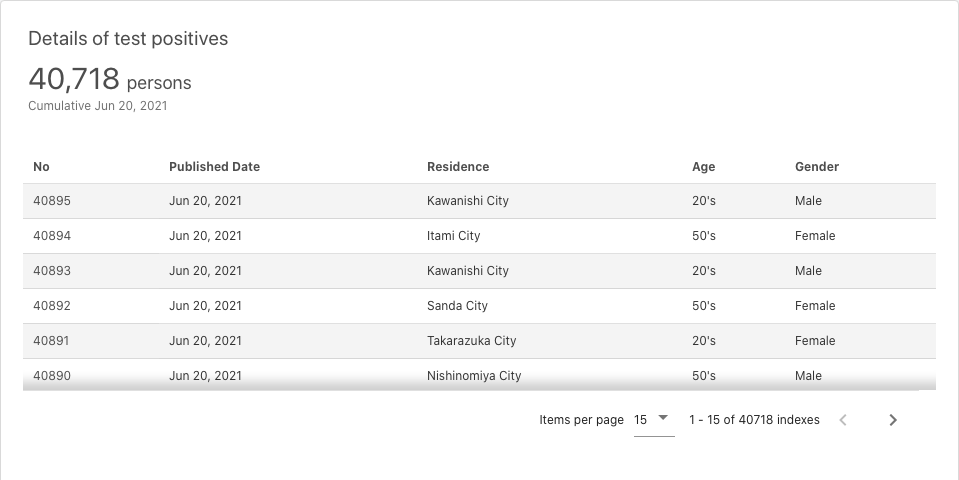 Details of test positives
40,718 persons
Cumulative Jun 20, 2021
No Published Date Residence Age Gender
40895 Jun 20, 2021 Kawanishi City 20's Male
40894 Jun 20, 2021 Itami City 50's Female
40893 Jun 20, 2021 Kawanishi City 20's Male
40892 Jun 20, 2021 Sanda City 50's Female
40891 Jun 20, 2021 Takarazuka City 20's Female
40890 Jun 20, 2021 Nishinomiya City 50's Male
Items per page 15 1 - 15 of 40718 indexes